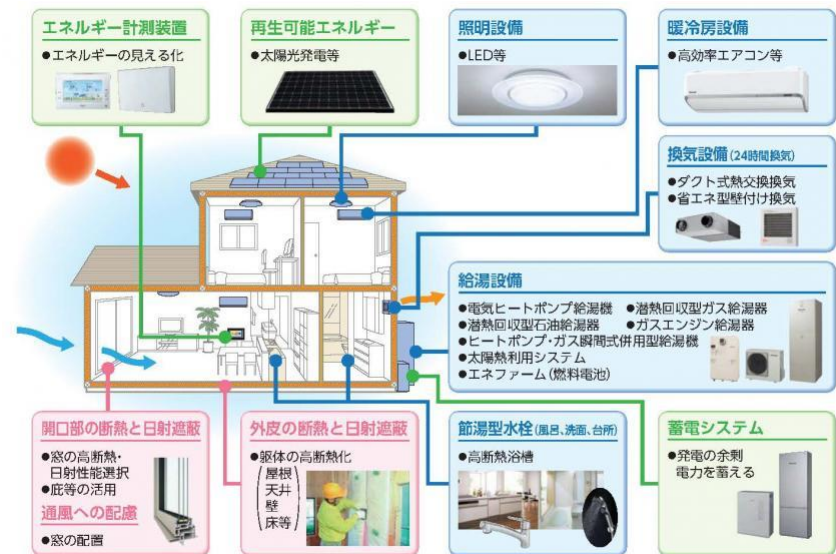 エネルギー計測装置
●エネルギーの見える化
再生可能エネルギー
●太陽光発電等
照明設備
●LED等
暖冷房設備
●高効率エアコン等
換気設備(24時間換気)
●ダクト式熱交換換気
●省エネ型壁付け換気
給湯設備
●電気ヒートポンプ給湯機 ●潜熱回収型ガス給湯器
●潜熱回収型石油給湯器 ●ガスエンジン給湯器
●ヒートポンプ・ガス瞬間式併用型給湯機
●太陽熱利用システム
●エネファーム(燃料電池)
開口部の断熱と日射遮蔽
●窓の高断熱・
日射性能選択
●庇等の活用
通風への配慮
●窓の配置
外皮の断熱と日射遮蔽
●躯体の高断熱化
(屋根
天井
壁
床等)
節湯型水栓(風呂、洗面、台所)
●高断熱浴槽
蓄電システム
●発電の余剰
電力を蓄える